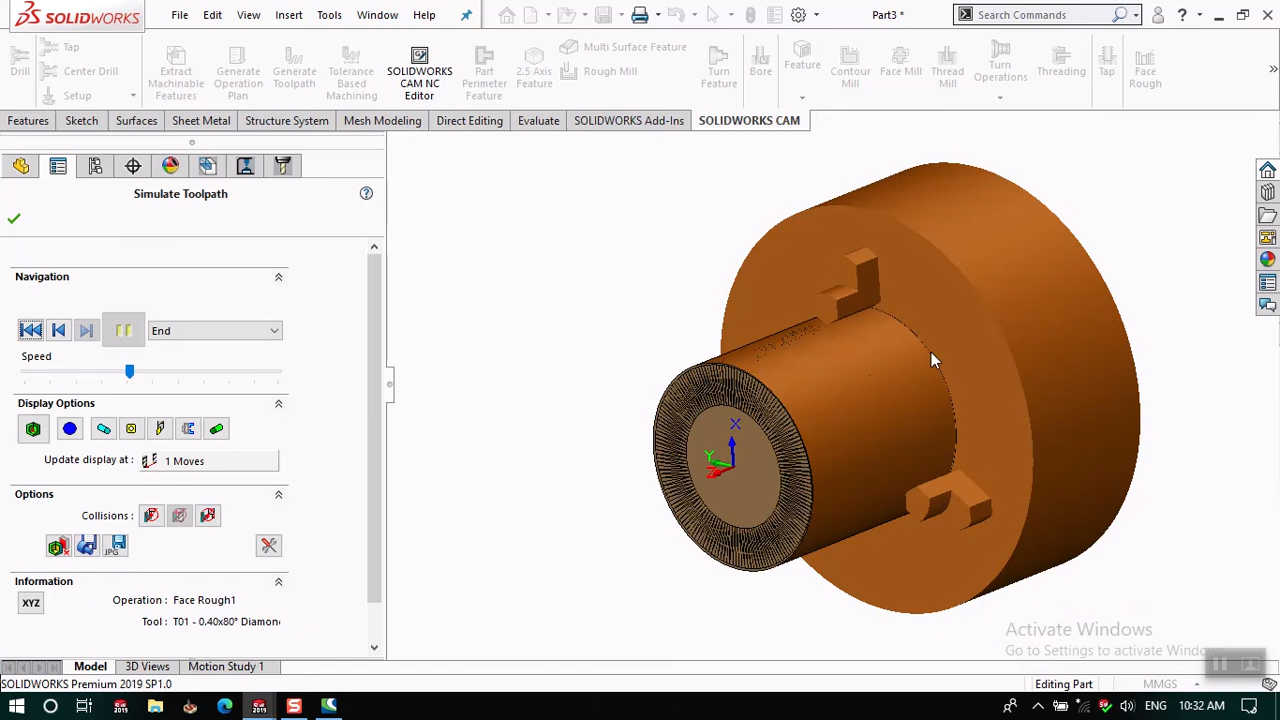 SOLIDWORKS File Edit View Insert Tools Window Help Part3 * Search Commands
Drill Tap Center Drill Setup Extract Machinable Features Generate Operation Plan Generate Toolpath Tolerance Based Machining SOLIDWORKS CAM NC Editor Part Perimeter Feature 2.5 Axis Feature Multi Surface Feature Rough Mill Turn Feature Bore Feature Contour Mill Face Mill Thread Mill Turn Operations Threading Tap Face Rough
Features Sketch Surfaces Sheet Metal Structure System Mesh Modeling Direct Editing Evaluate SOLIDWORKS Add-Ins SOLIDWORKS CAM
Simulate Toolpath
Navigation
End
Speed
Display Options
Update display at: 1 Moves
Options
Collisions :
JPG
Information
XYZ Operation : Face Rough1
Tool : T01 - 0.40x80° Diamon
X
Y
Z
Activate Windows
Go to Settings to activate Windo
Model 3D Views Motion Study 1
SOLIDWORKS Premium 2019 SP1.0 Editing Part MMGS
ENG 10:32 AM